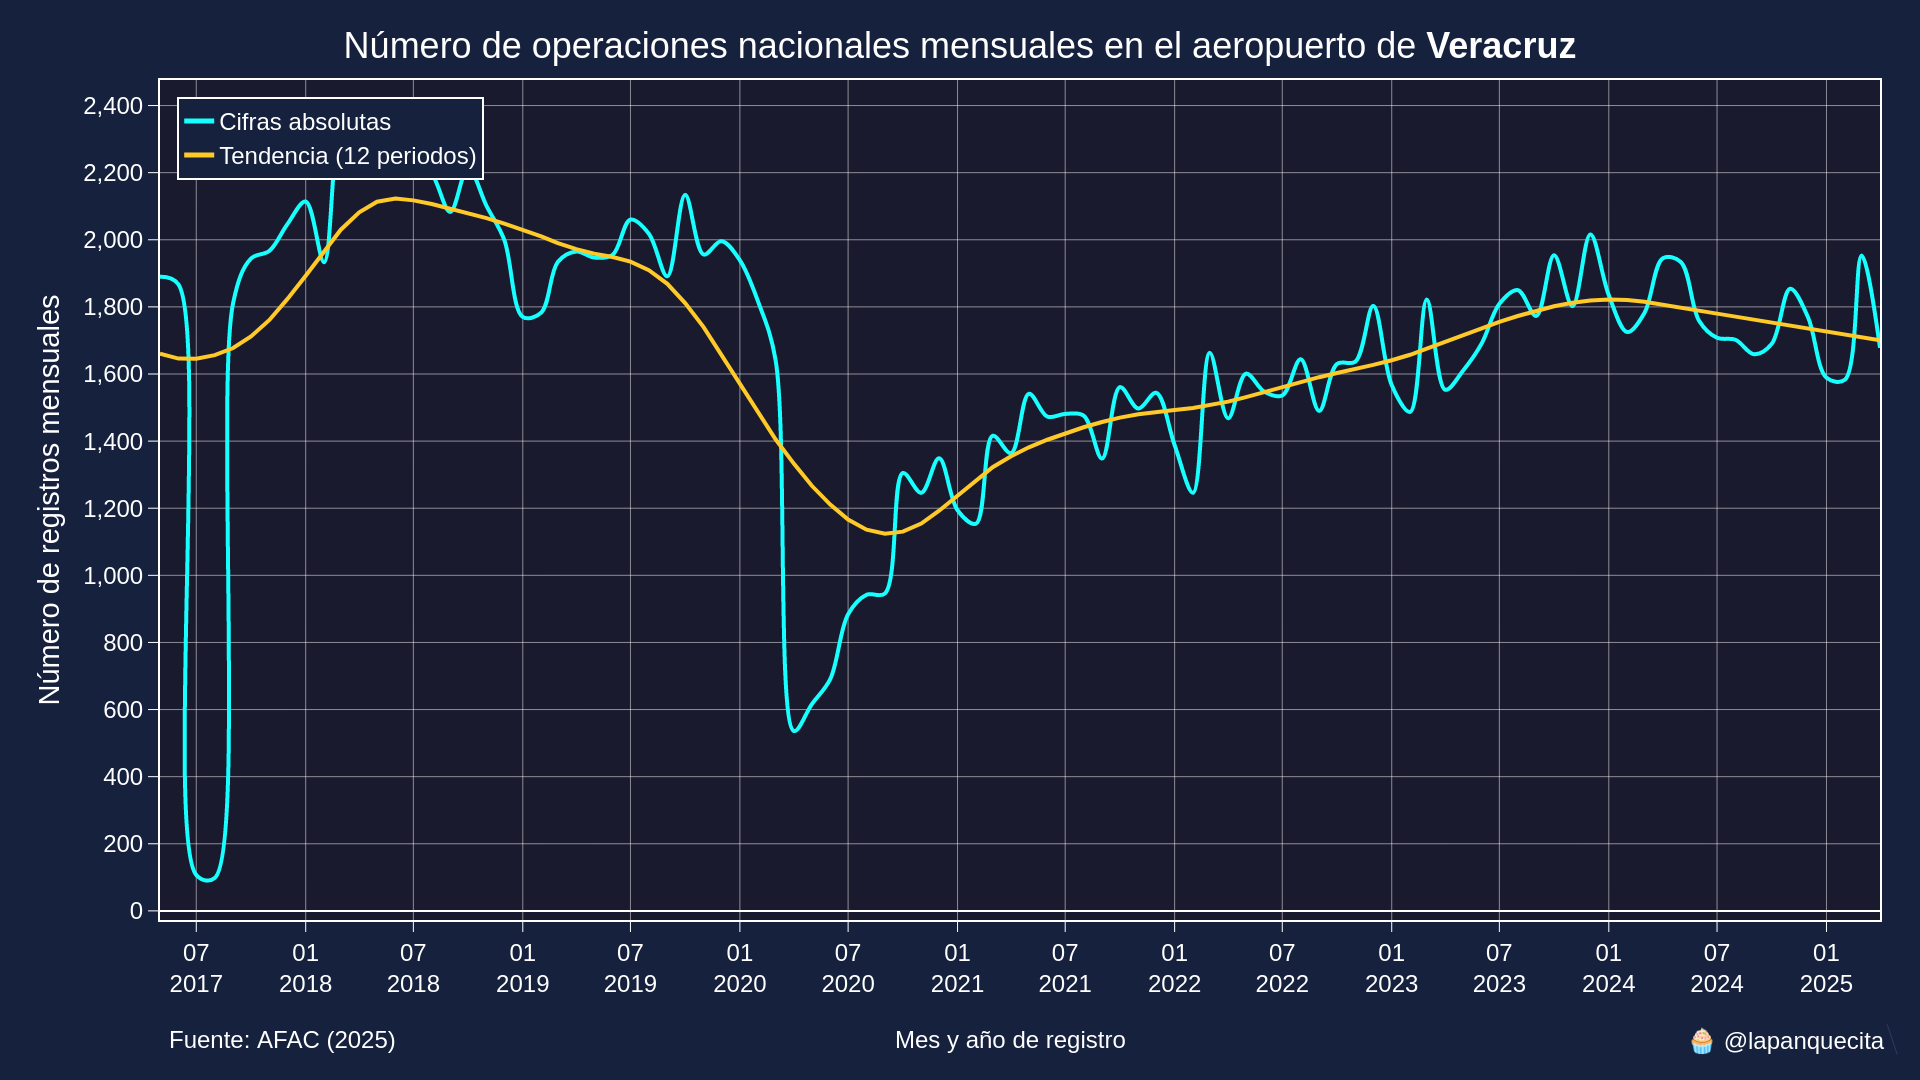 Número de operaciones nacionales mensuales en el aeropuerto de Veracruz
Cifras absolutas
Tendencia (12 periodos)
Número de registros mensuales
2,400
2,200
2,000
1,800
1,600
1,400
1,200
1,000
800
600
400
200
0
07 01 07 01 07 01 07 01 07 01 07 01 07 01 07 01
2017 2018 2018 2019 2019 2020 2020 2021 2021 2022 2022 2023 2023 2024 2024 2025
Fuente: AFAC (2025)
Mes y año de registro
🧁 @lapanquecita